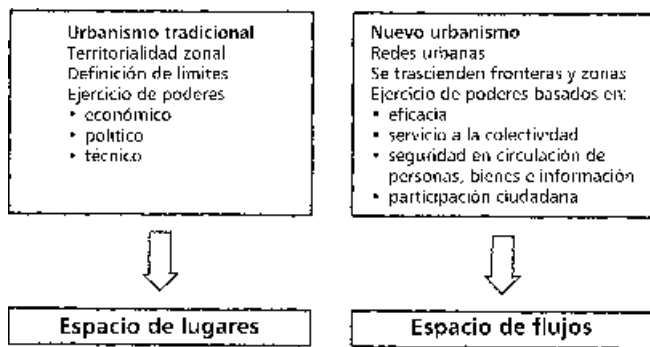 Urbanismo tradicional
Territorialidad zonal
Definición de limites
Ejercicio de poderes
• económico
• político
• técnico
Espacio de lugares
Nuevo urbanismo
Redes urbanas
Se trascienden fronteras y zonas
Ejercicio de poderes basados en:
• eficacia
• servicio a la colectividad
• seguridad en circulación de
personas, bienes e información
• participación ciudadana
Espacio de flujos